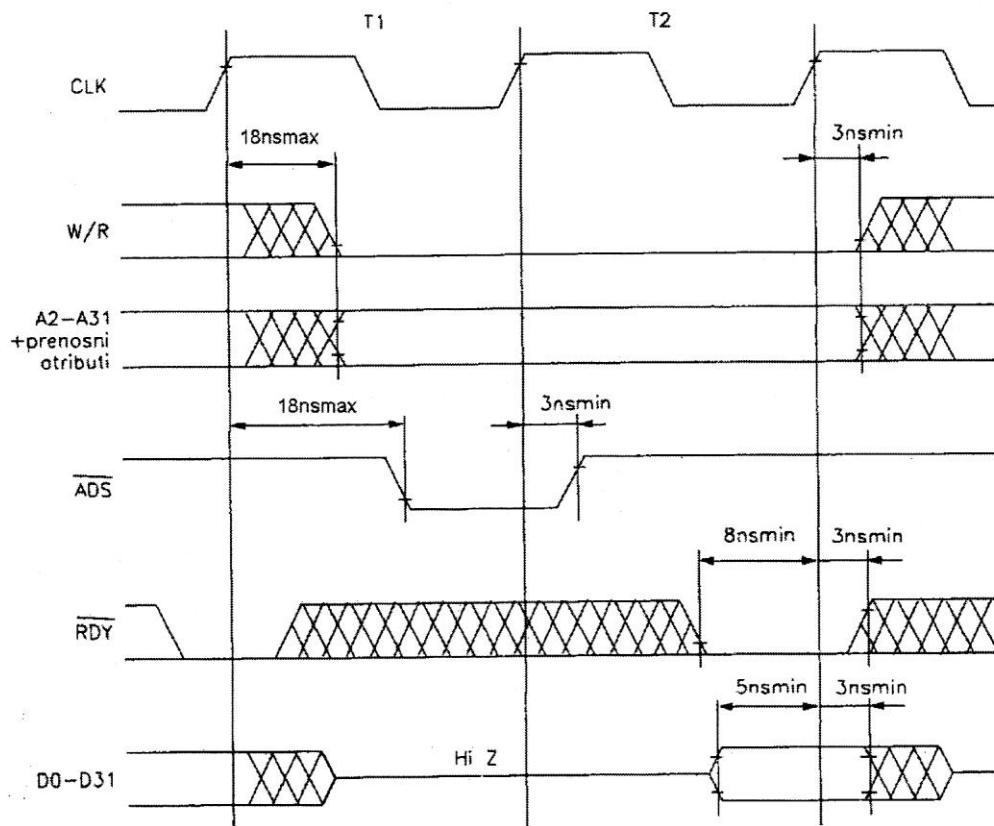 T1 T2
CLK
18nsmax 3nsmin
W/R
A2-A31
+prenosni
atributi
18nsmax 3nsmin
ADS
8nsmin 3nsmin
RDY
5nsmin 3nsmin
Hi Z
D0-D31